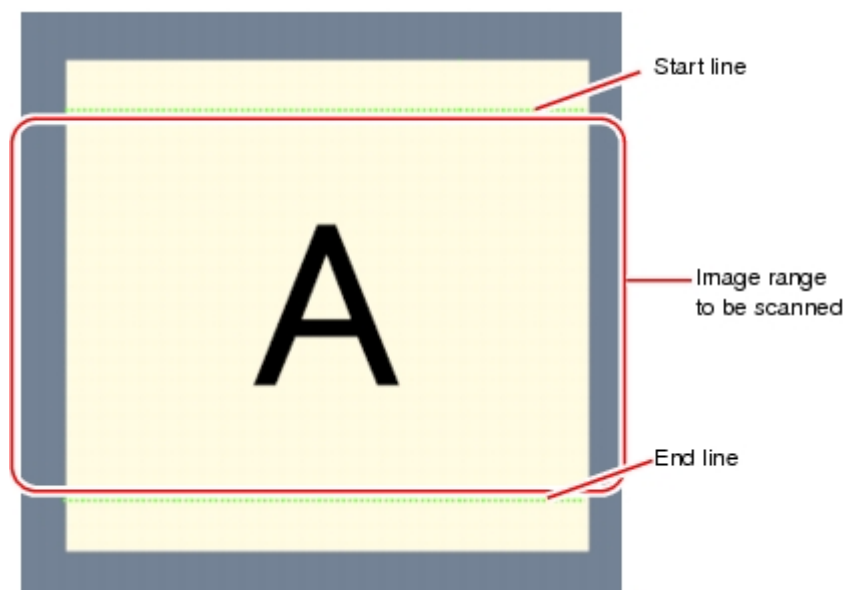 Start line
A
Image range
to be scanned
End line